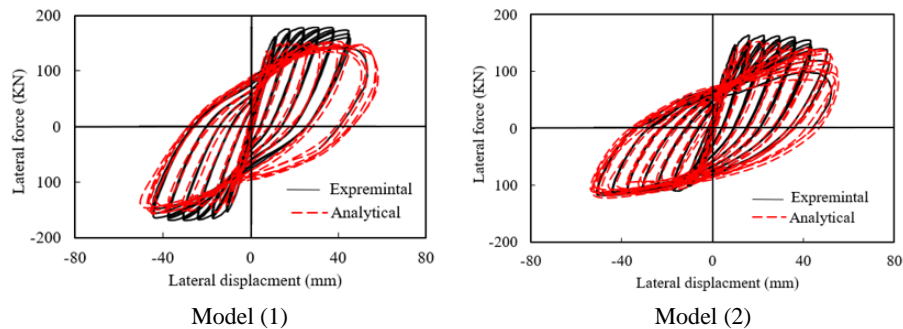 200
100
0
100
200
Lateral force (KN)
-80
-40
0
40
80
Lateral displacment (mm)
Expremintal
Analytical
Model (1)
200
100
0
100
200
Lateral force (KN)
-80
-40
0
40
80
Lateral displacment (mm)
Expremintal
Analytical
Model (2)